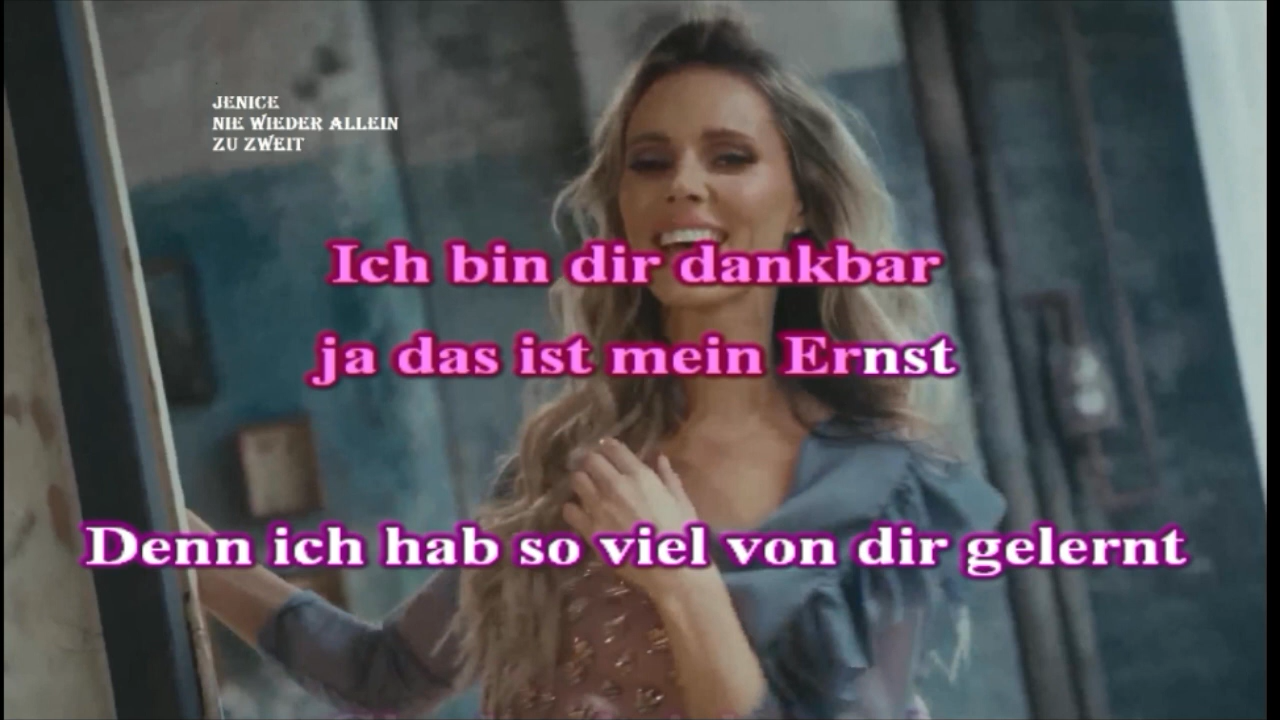 JENICE
NIE WIEDER ALLEIN
ZU ZWEIT
Ich bin dir dankbar
ja das ist mein Ernst
Denn ich hab so viel von dir gelernt